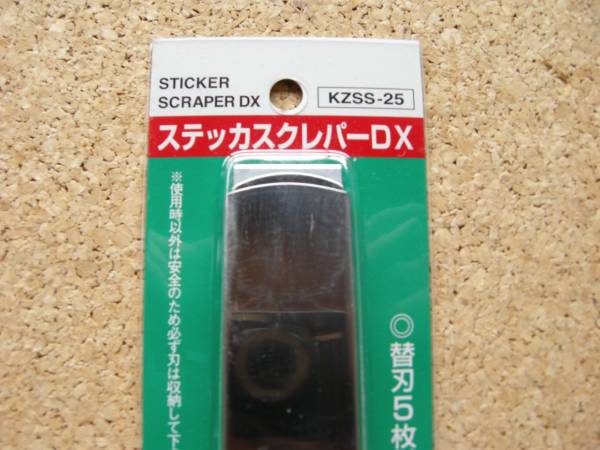 STICKER
SCRAPER DX
KZSS-25
ステッカスクレパーDX
※使用時以外は安全のため必ず刃は収納して下
◎替刃5枚